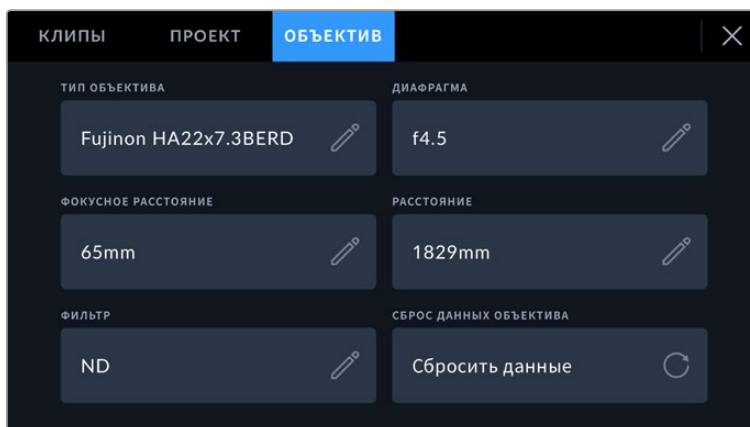 КЛИПЫ ПРОЕКТ ОБЪЕКТИВ
ТИП ОБЪЕКТИВА ДИАФРАГМА
Fujinon HA22x7.3BERD f4.5
ФОКУСНОЕ РАССТОЯНИЕ РАССТОЯНИЕ
65mm 1829mm
ФИЛЬТР СБРОС ДАННЫХ ОБЪЕКТИВА
ND Сбросить данные